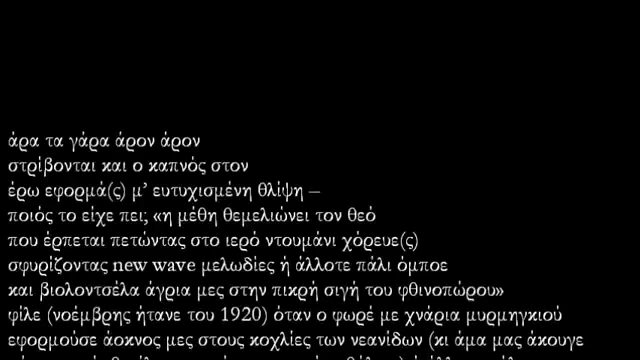 άρα τα γάρα άρον άρον
στρίβονται και ο καπνός στον
έρω εφορμά(ς) μ’ ευτυχισμένη θλίψη –
ποιός το είχε πει; «η μέθη θεμελιώνει τον θεό
που έρπεται πετώντας στο ιερό ντουμάνι χόρευε(ς)
σφυρίζοντας new wave μελωδίες ή άλλοτε πάλι όμποε
και βιολοντσέλα άγρια μες στην πικρή σιγή του φθινοπώρου»
φίλε (νοέμβρης ήτανε του 1920) όταν ο φωρέ με χνάρια μυρμηγκιού
εφορμούσε άοκνος μες στους κοχλίες των νεανίδων (κι άμα μας άκουγε